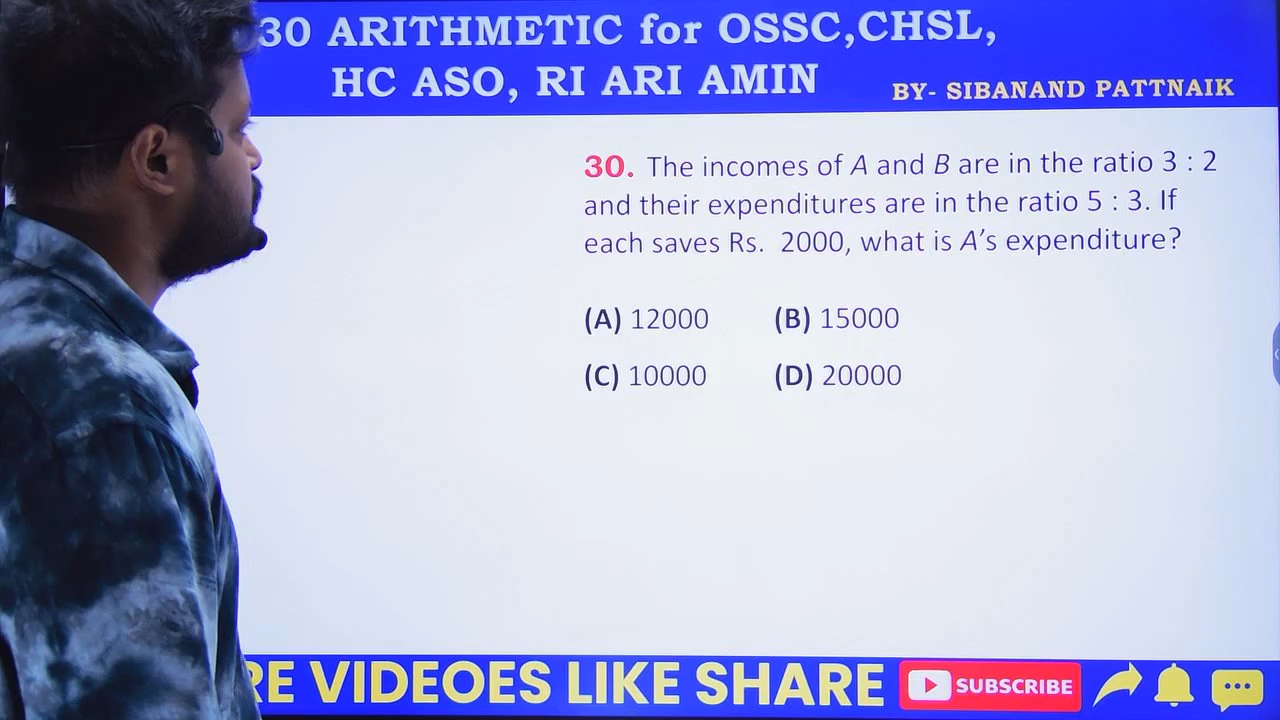 30 ARITHMETIC for OSSC,CHSL,
HC ASO, RI ARI AMIN
BY- SIBANAND PATTNAIK
30. The incomes of A and B are in the ratio 3 : 2
and their expenditures are in the ratio 5 : 3. If
each saves Rs. 2000, what is A's expenditure?
(A) 12000 (B) 15000
(C) 10000 (D) 20000
RE VIDEOES LIKE SHARE SUBSCRIBE